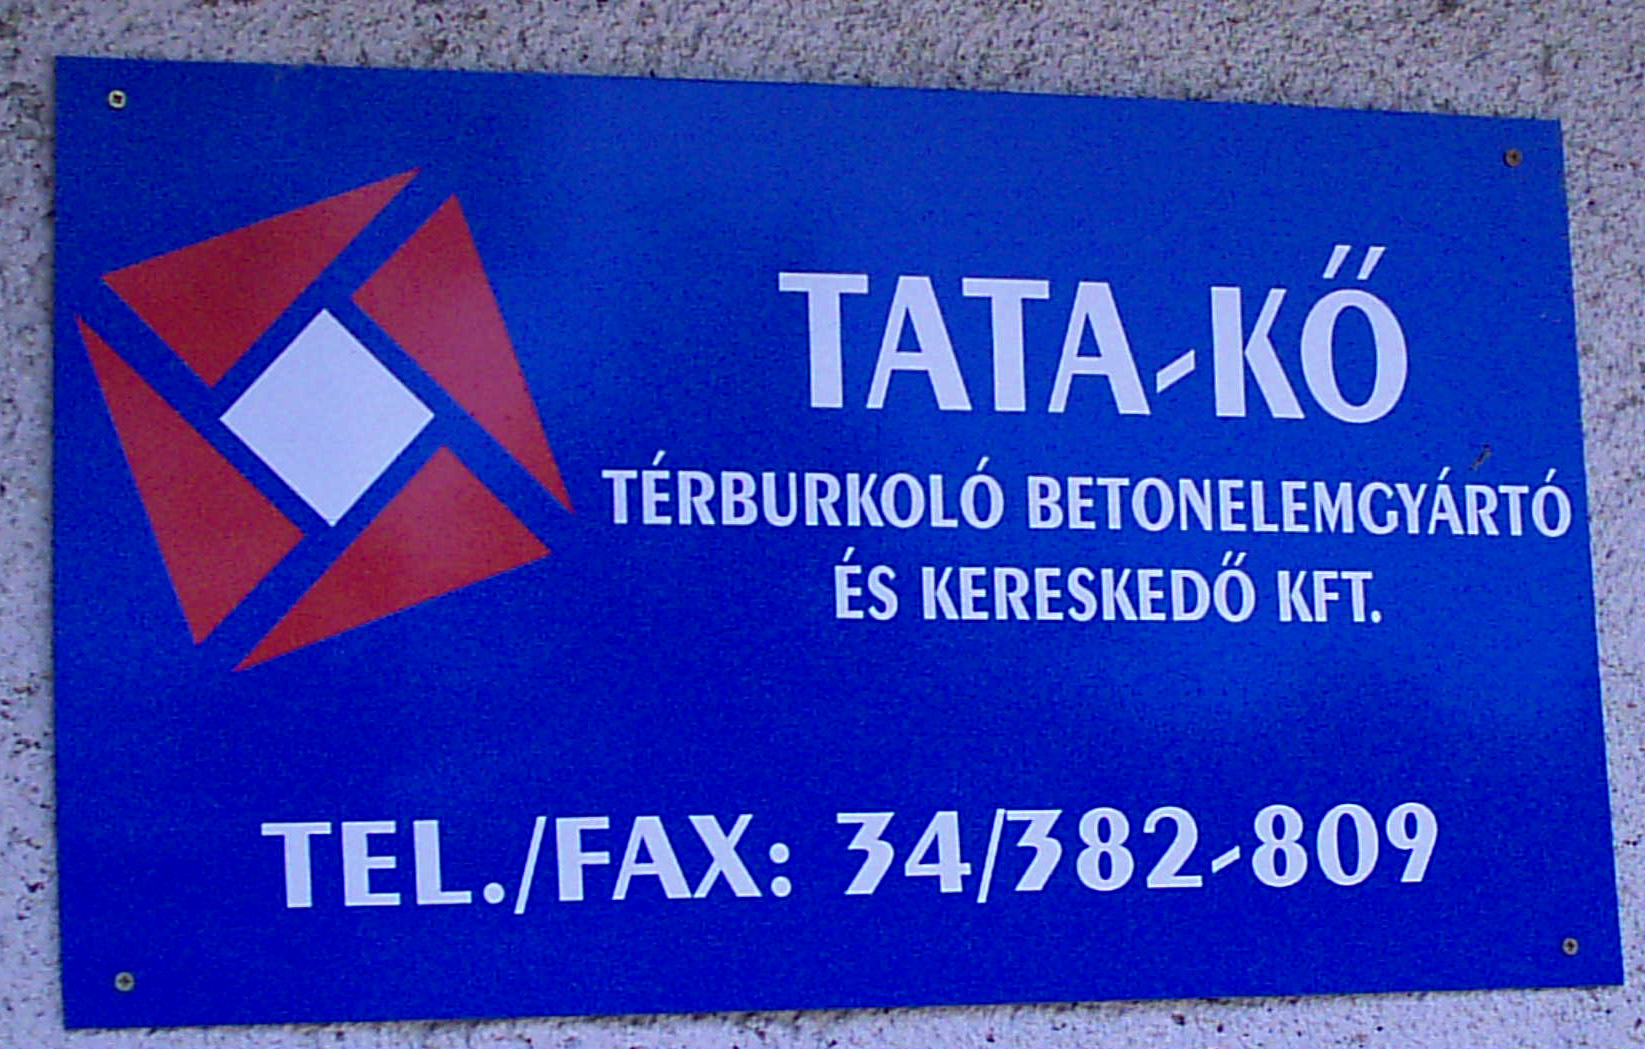 TATA-KŐ
TÉRBURKOLÓ BETONELEMGYÁRTÓ
ÉS KERESKEDŐ KFT.
TEL./FAX: 34/382-809